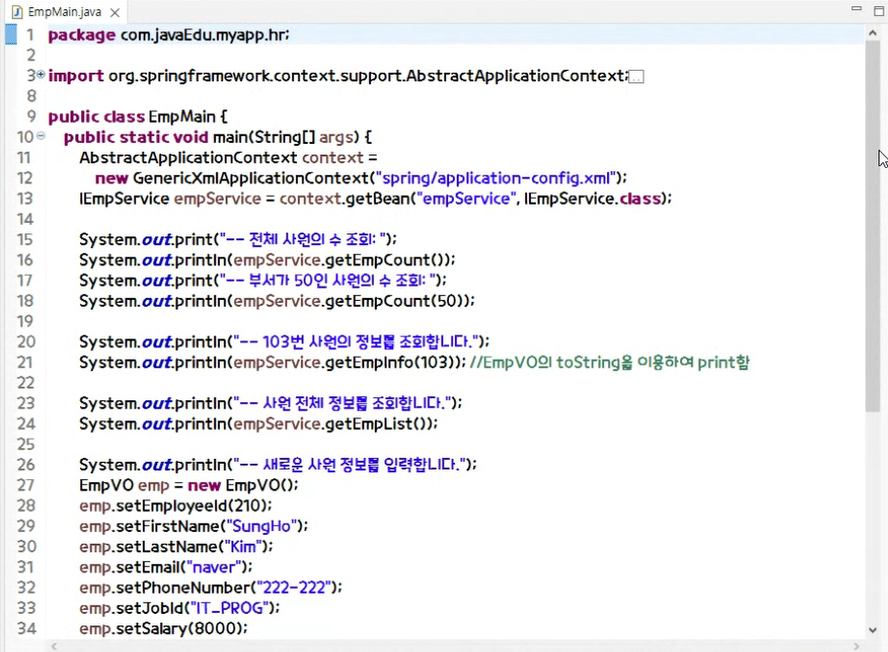 EmpMain.java
1 package com.javaEdu.myapp.hr;
2
3 import org.springframework.context.support.AbstractApplicationContext;
8
9 public class EmpMain {
10 public static void main(String[] args) {
11 AbstractApplicationContext context =
12 new GenericXmlApplicationContext("spring/application-config.xml");
13 IEmpService empService = context.getBean("empService", IEmpService.class);
14
15 System.out.print("-- 전체 사원의 수 조회: ");
16 System.out.println(empService.getEmpCount());
17 System.out.print("-- 부서가 50인 사원의 수 조회: ");
18 System.out.println(empService.getEmpCount(50));
19
20 System.out.println("-- 103번 사원의 정보를 조회합니다.");
21 System.out.println(empService.getEmpInfo(103)); //EmpVO의 toString을 이용하여 print함
22
23 System.out.println("-- 사원 전체 정보를 조회합니다.");
24 System.out.println(empService.getEmpList());
25
26 System.out.println("-- 새로운 사원 정보를 입력합니다.");
27 EmpVO emp = new EmpVO();
28 emp.setEmployeeId(210);
29 emp.setFirstName("SungHo");
30 emp.setLastName("Kim");
31 emp.setEmail("naver");
32 emp.setPhoneNumber("222-222");
33 emp.setJobId("IT_PROG");
34 emp.setSalary(8000);